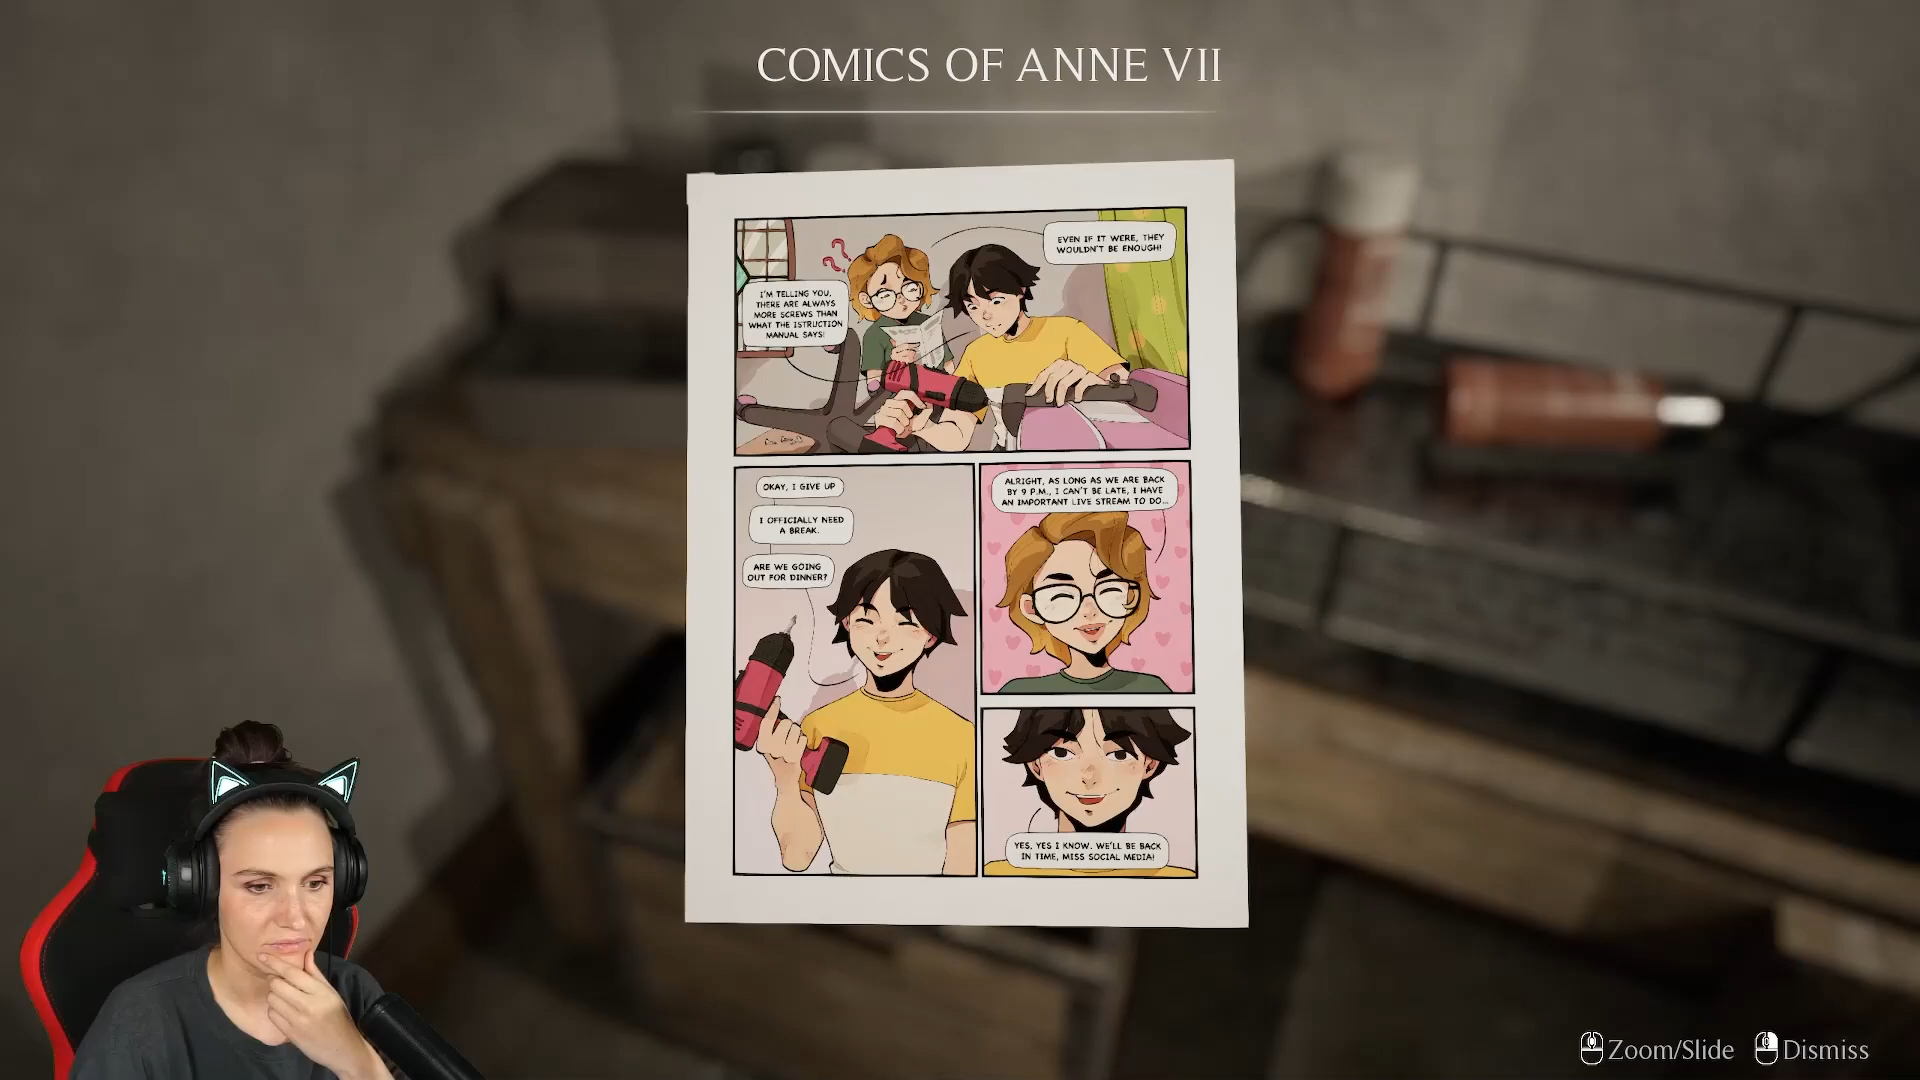 COMICS OF ANNE VII
EVEN IF IT WERE, THEY
WOULDN'T BE ENOUGH!
I'M TELLING YOU,
THERE ARE ALWAYS
MORE SCREWS THAN
WHAT THE ISTRUCTION
MANUAL SAYS!
??
OKAY, I GIVE UP
I OFFICIALLY NEED
A BREAK.
ARE WE GOING
OUT FOR DINNER?
ALRIGHT, AS LONG AS WE ARE BACK
BY 9 P.M., I CAN'T BE LATE, I HAVE
AN IMPORTANT LIVE STREAM TO DO...
YES, YES I KNOW. WE'LL BE BACK
IN TIME, MISS SOCIAL MEDIA!
Zoom/Slide Dismiss